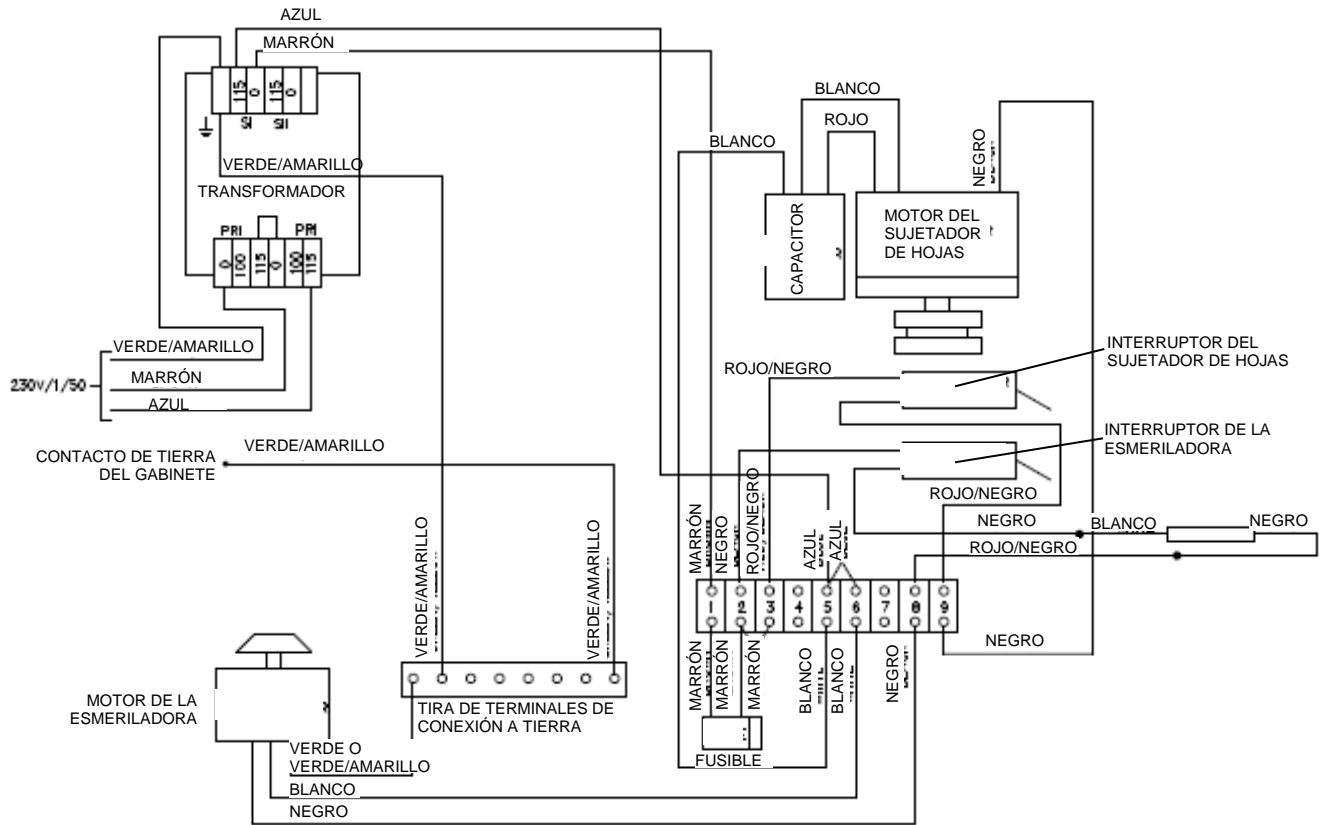 AZUL
MARRÓN
115
0
115
0
SI
SII
VERDE/AMARILLO
TRANSFORMADOR
PRI
PRI
0
100
115
0
100
115
VERDE/AMARILLO
MARRÓN
230V/1/50
AZUL
BLANCO
ROJO
BLANCO
NEGRO
CAPACITOR
MOTOR DEL
SUJETADOR
DE HOJAS
ROJO/NEGRO
INTERRUPTOR DEL
SUJETADOR DE HOJAS
INTERRUPTOR DE LA
ESMERILADORA
CONTACTO DE TIERRA
DEL GABINETE
VERDE/AMARILLO
ROJO/NEGRO
NEGRO
BLANCO
NEGRO
ROJO/NEGRO
MARRÓN
NEGRO
ROJO/NEGRO
AZUL
AZUL
1
2
3
4
5
6
7
8
9
NEGRO
VERDE/AMARILLO
VERDE/AMARILLO
MARRÓN
MARRÓN
MARRÓN
BLANCO
BLANCO
NEGRO
MOTOR DE LA
ESMERILADORA
TIRA DE TERMINALES DE
CONEXIÓN A TIERRA
FUSIBLE
VERDE O
VERDE/AMARILLO
BLANCO
NEGRO